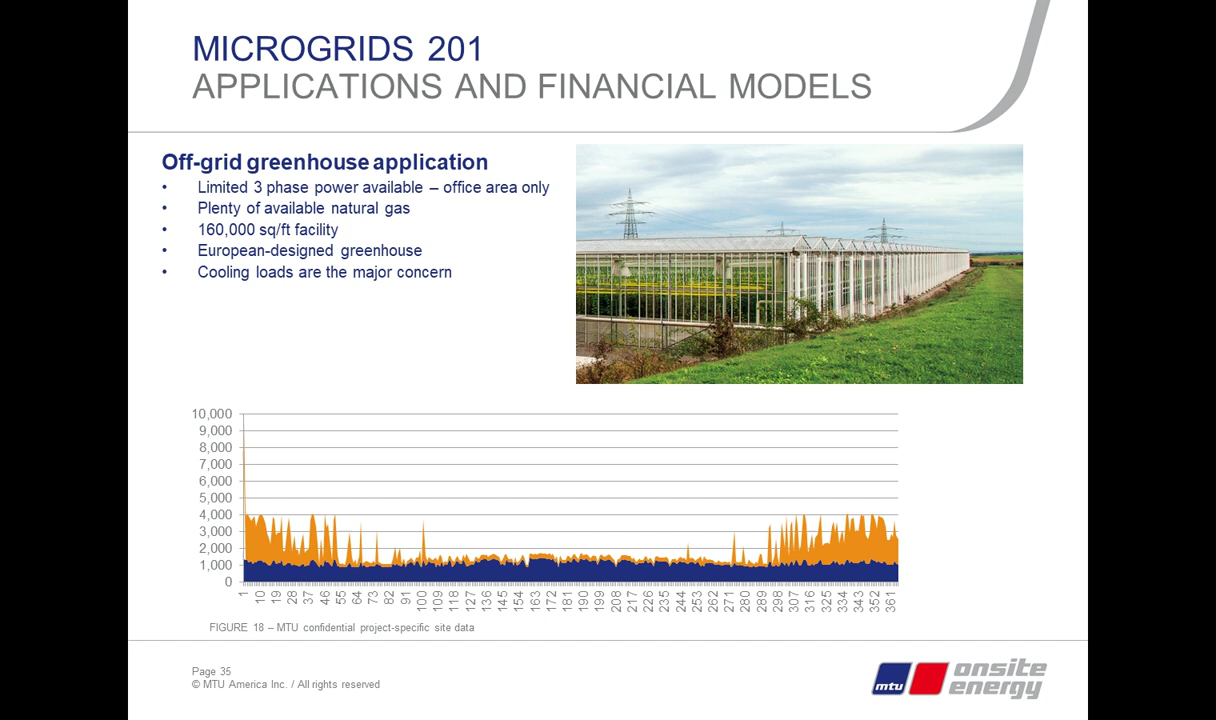 MICROGRIDS 201
APPLICATIONS AND FINANCIAL MODELS
Off-grid greenhouse application
• Limited 3 phase power available – office area only
• Plenty of available natural gas
• 160,000 sq/ft facility
• European-designed greenhouse
• Cooling loads are the major concern
10,000
9,000
8,000
7,000
6,000
5,000
4,000
3,000
2,000
1,000
0
1 10 19 28 37 46 55 64 73 82 91 100 109 118 127 136 145 154 163 172 181 190 199 208 217 226 235 244 253 262 271 280 289 298 307 316 325 334 343 352 361
FIGURE 18 – MTU confidential project-specific site data
Page 35
© MTU America Inc. / All rights reserved
mtu
onsite
energy